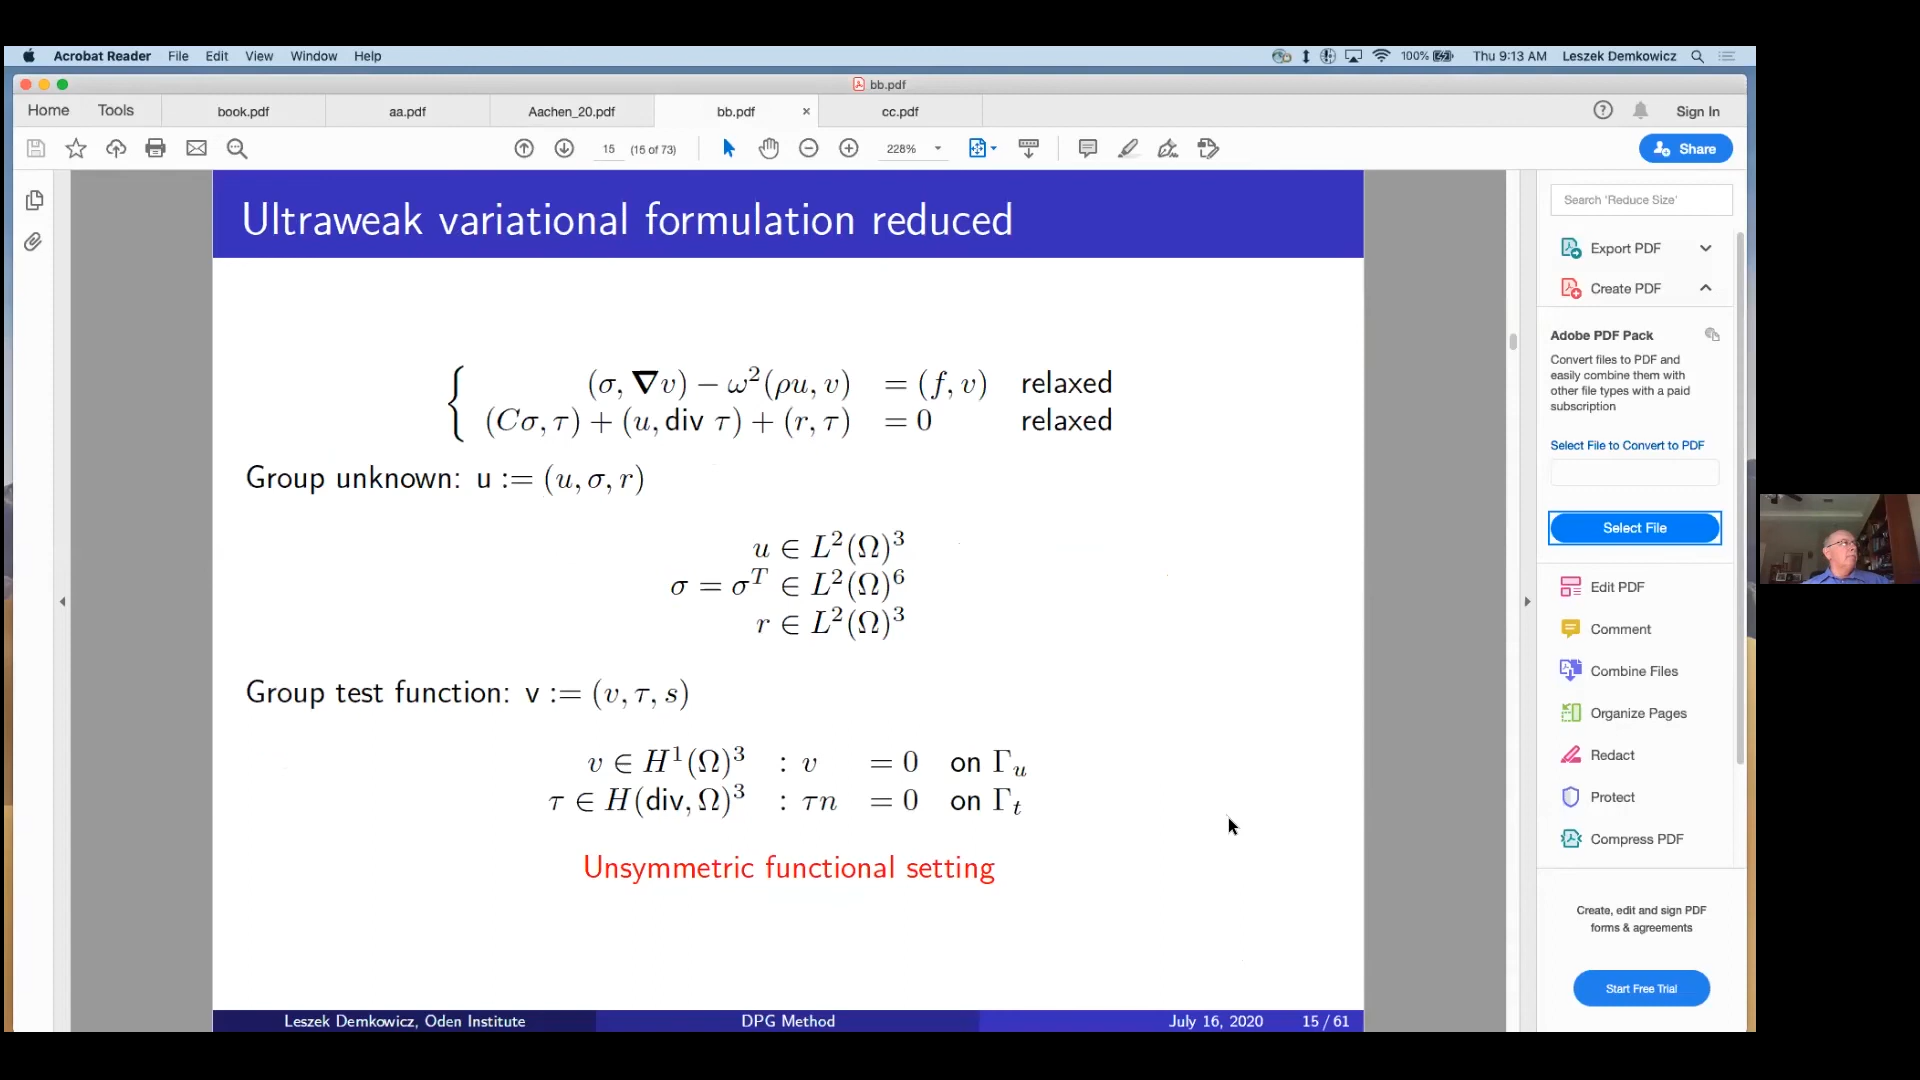 Acrobat Reader File Edit View Window Help 100% Thu 9:13 AM Leszek Demkowicz
bb.pdf
Home Tools book.pdf aa.pdf Aachen_20.pdf bb.pdf × cc.pdf Sign In
15 (15 of 73) 228% Share
Ultraweak variational formulation reduced
(σ, ∇v) − ω²(ρu, v) = (f, v) relaxed
(Cσ, τ) + (u, div τ) + (r, τ) = 0 relaxed
Group unknown: u := (u, σ, r)
u ∈ L²(Ω)³
σ = σᵀ ∈ L²(Ω)⁶
r ∈ L²(Ω)³
Group test function: v := (v, τ, s)
v ∈ H¹(Ω)³ : v = 0 on Γᵤ
τ ∈ H(div, Ω)³ : τn = 0 on Γₜ
Unsymmetric functional setting
Leszek Demkowicz, Oden Institute DPG Method July 16, 2020 15 / 61
Search 'Reduce Size'
Export PDF
Create PDF
Adobe PDF Pack
Convert files to PDF and
easily combine them with
other file types with a paid
subscription
Select File to Convert to PDF
Select File
Edit PDF
Comment
Combine Files
Organize Pages
Redact
Protect
Compress PDF
Create, edit and sign PDF
forms & agreements
Start Free Trial